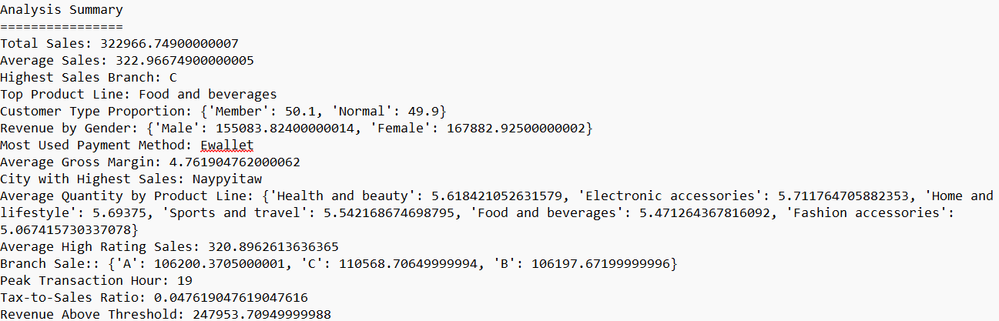 Analysis Summary
================
Total Sales: 322966.74900000007
Average Sales: 322.96674900000005
Highest Sales Branch: C
Top Product Line: Food and beverages
Customer Type Proportion: {'Member': 50.1, 'Normal': 49.9}
Revenue by Gender: {'Male': 155083.82400000014, 'Female': 167882.92500000002}
Most Used Payment Method: Ewallet
Average Gross Margin: 4.761904762000062
City with Highest Sales: Naypyitaw
Average Quantity by Product Line: {'Health and beauty': 5.618421052631579, 'Electronic accessories': 5.711764705882353, 'Home and
lifestyle': 5.69375, 'Sports and travel': 5.542168674698795, 'Food and beverages': 5.471264367816092, 'Fashion accessories':
5.067415730337078}
Average High Rating Sales: 320.8962613636365
Branch Sale:: {'A': 106200.3705000001, 'C': 110568.70649999994, 'B': 106197.67199999996}
Peak Transaction Hour: 19
Tax-to-Sales Ratio: 0.047619047619047616
Revenue Above Threshold: 247953.70949999988